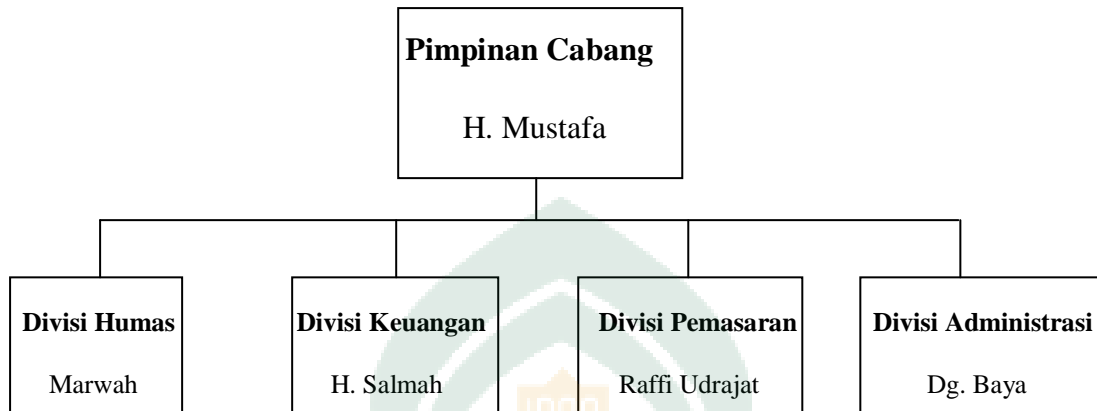 Pimpinan Cabang
H. Mustafa
Divisi Humas
Marwah
Divisi Keuangan
H. Salmah
Divisi Pemasaran
Raffi Udrajat
Divisi Administrasi
Dg. Baya